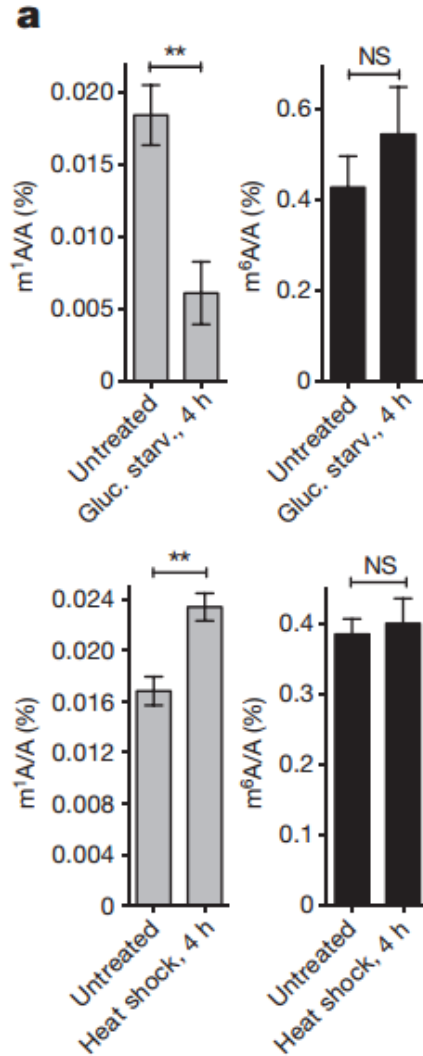 a
**
0.020
0.015
0.010
0.005
0
m¹A/A (%)
Untreated
Gluc. starv., 4 h
NS
0.6
0.4
0.2
0
m⁶A/A (%)
Untreated
Gluc. starv., 4 h
**
0.024
0.020
0.016
0.012
0.008
0.004
0
m¹A/A (%)
Untreated
Heat shock, 4 h
NS
0.4
0.3
0.4
0.1
0
m⁶A/A (%)
Untreated
Heat shock, 4 h